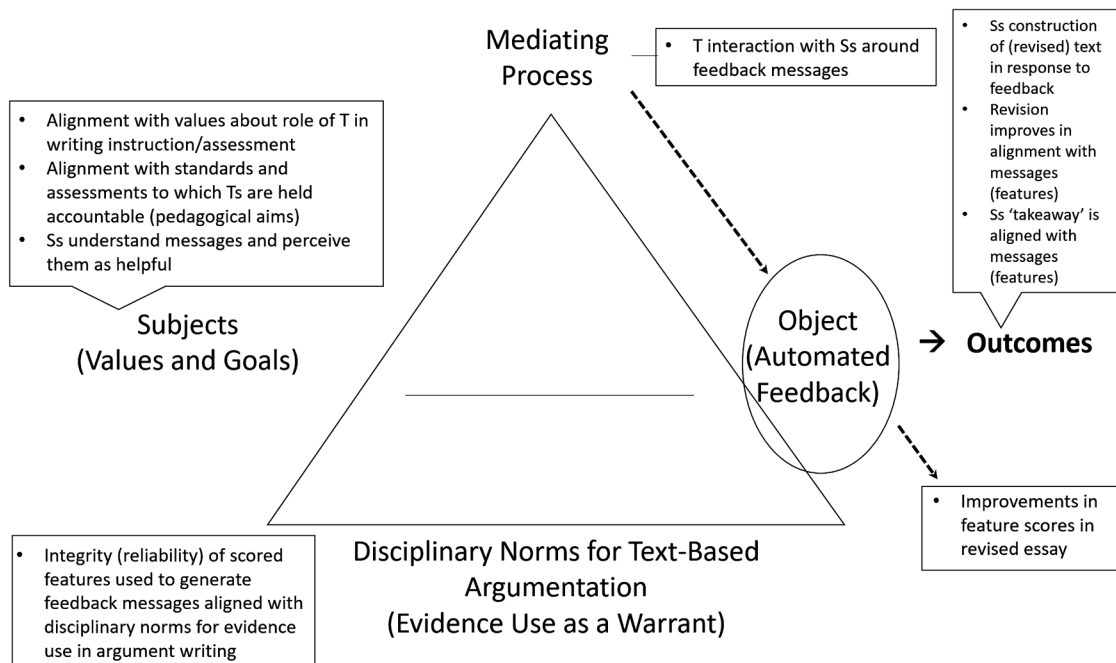 Mediating
Process
• T interaction with Ss around
feedback messages
• Ss construction
of (revised) text
in response to
feedback
• Revision
improves in
alignment with
messages
(features)
• Ss ‘takeaway’ is
aligned with
messages
(features)
• Alignment with values about role of T in
writing instruction/assessment
• Alignment with standards and
assessments to which Ts are held
accountable (pedagogical aims)
• Ss understand messages and perceive
them as helpful
Subjects
(Values and Goals)
Object
(Automated
Feedback)
→ Outcomes
• Improvements in
feature scores in
revised essay
• Integrity (reliability) of scored
features used to generate
feedback messages aligned with
disciplinary norms for evidence
use in argument writing
Disciplinary Norms for Text-Based
Argumentation
(Evidence Use as a Warrant)